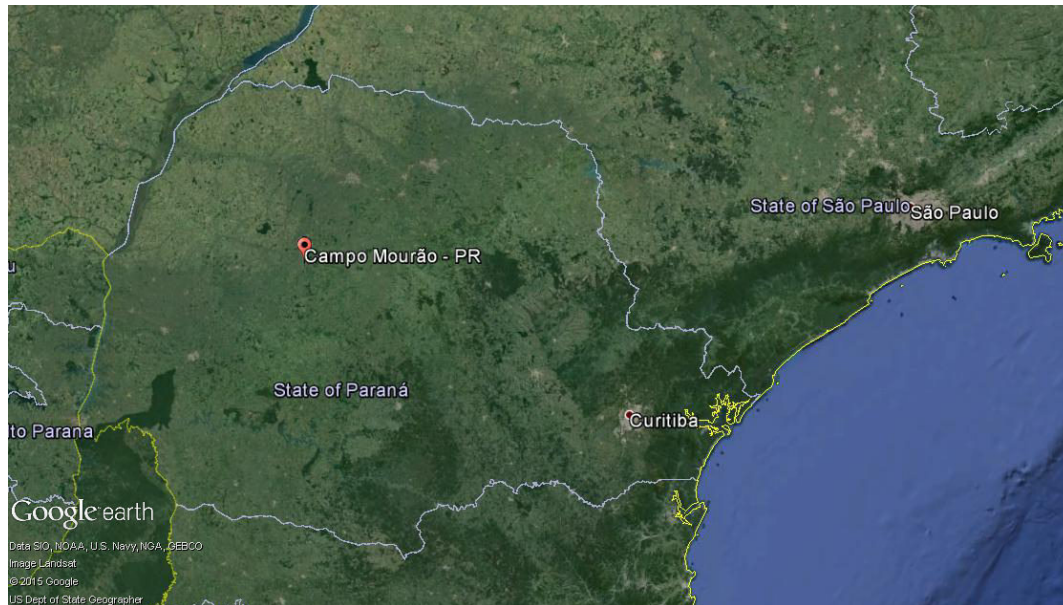 State of São Paulo
São Paulo
Campo Mourão - PR
u
State of Paraná
Curitiba
lto Parana
Google earth
Data SIO, NOAA, U.S. Navy, NGA, GEBCO
Image Landsat
© 2015 Google
US Dept of State Geographer